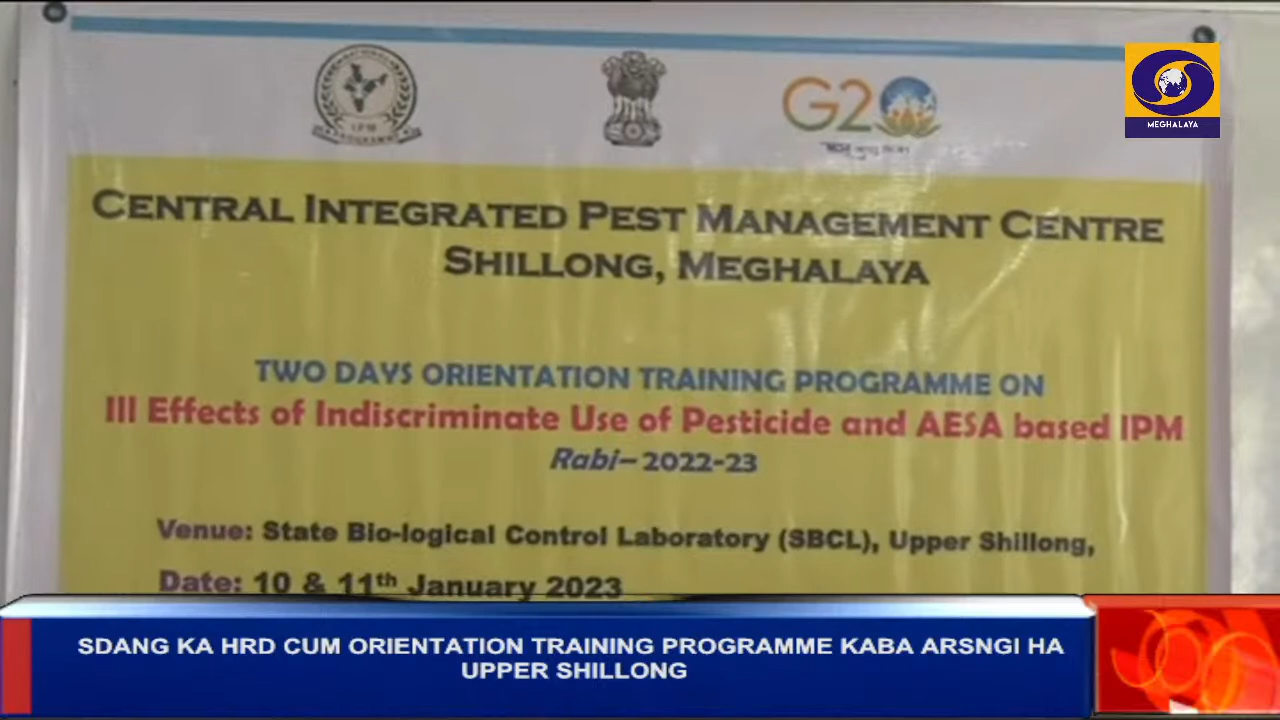 I P M
G20
MEGHALAYA
CENTRAL INTEGRATED PEST MANAGEMENT CENTRE
SHILLONG, MEGHALAYA
TWO DAYS ORIENTATION TRAINING PROGRAMME ON
Ill Effects of Indiscriminate Use of Pesticide and AESA based IPM
Rabi– 2022-23
Venue: State Bio-logical Control Laboratory (SBCL), Upper Shillong,
Date: 10 & 11th January 2023
SDANG KA HRD CUM ORIENTATION TRAINING PROGRAMME KABA ARSNGI HA
UPPER SHILLONG